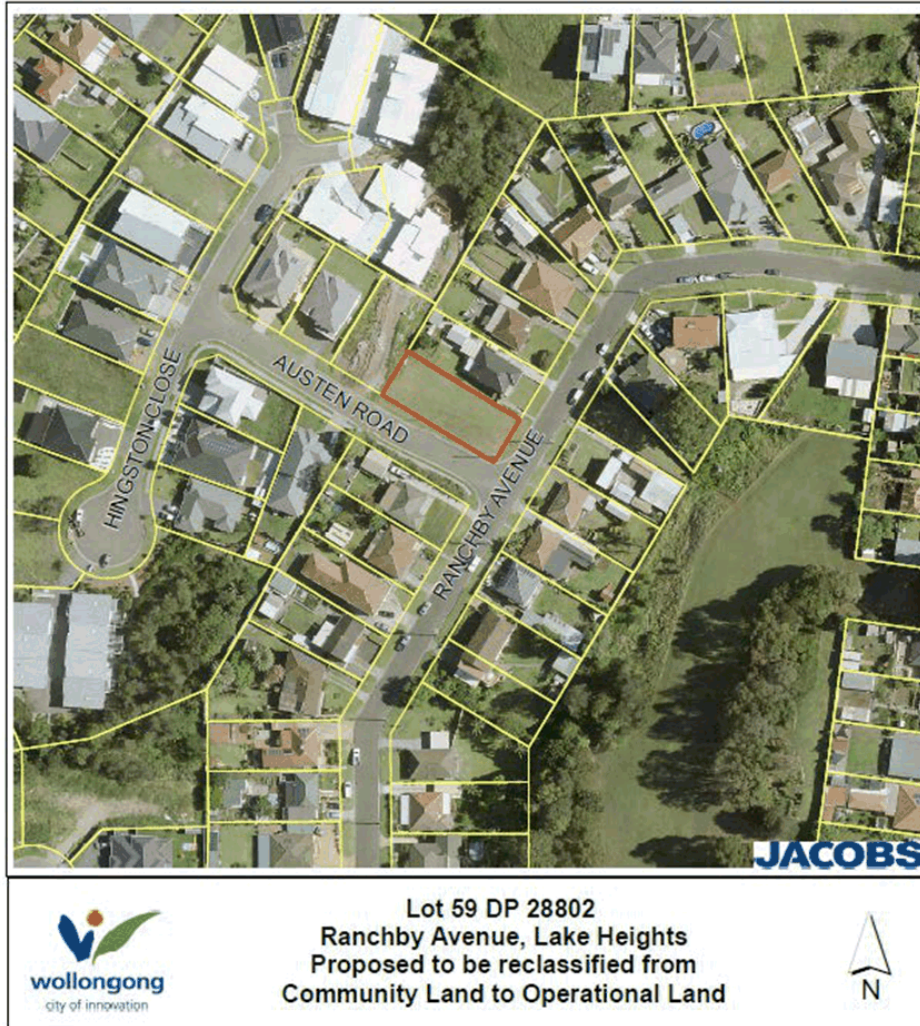 HINGSTON CLOSE
AUSTEN ROAD
RANCHBY AVENUE
JACOBS
wollongong
city of innovation
Lot 59 DP 28802
Ranchby Avenue, Lake Heights
Proposed to be reclassified from
Community Land to Operational Land
N